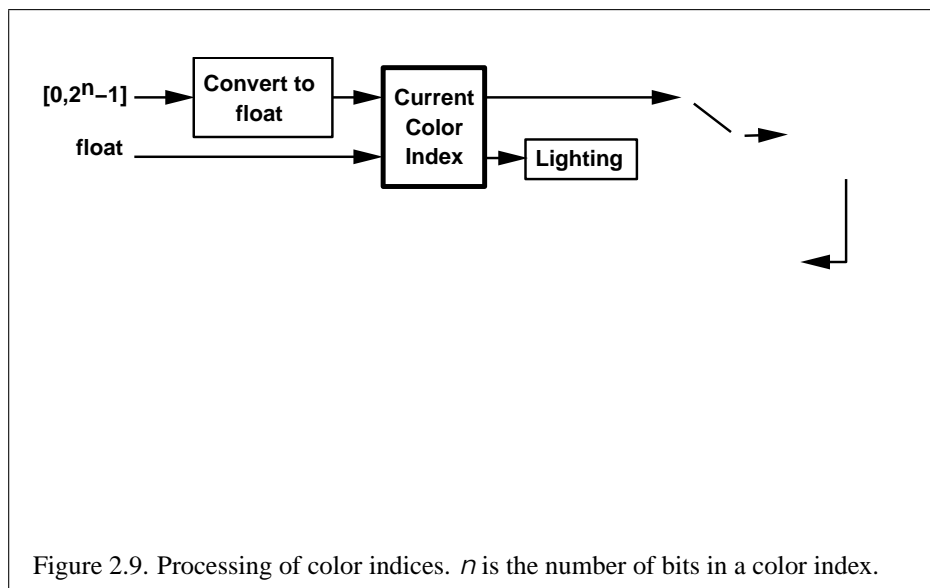 [0,2^n−1]
Convert to
float
Current
Color
Index
float
Lighting
Figure 2.9. Processing of color indices. n is the number of bits in a color index.